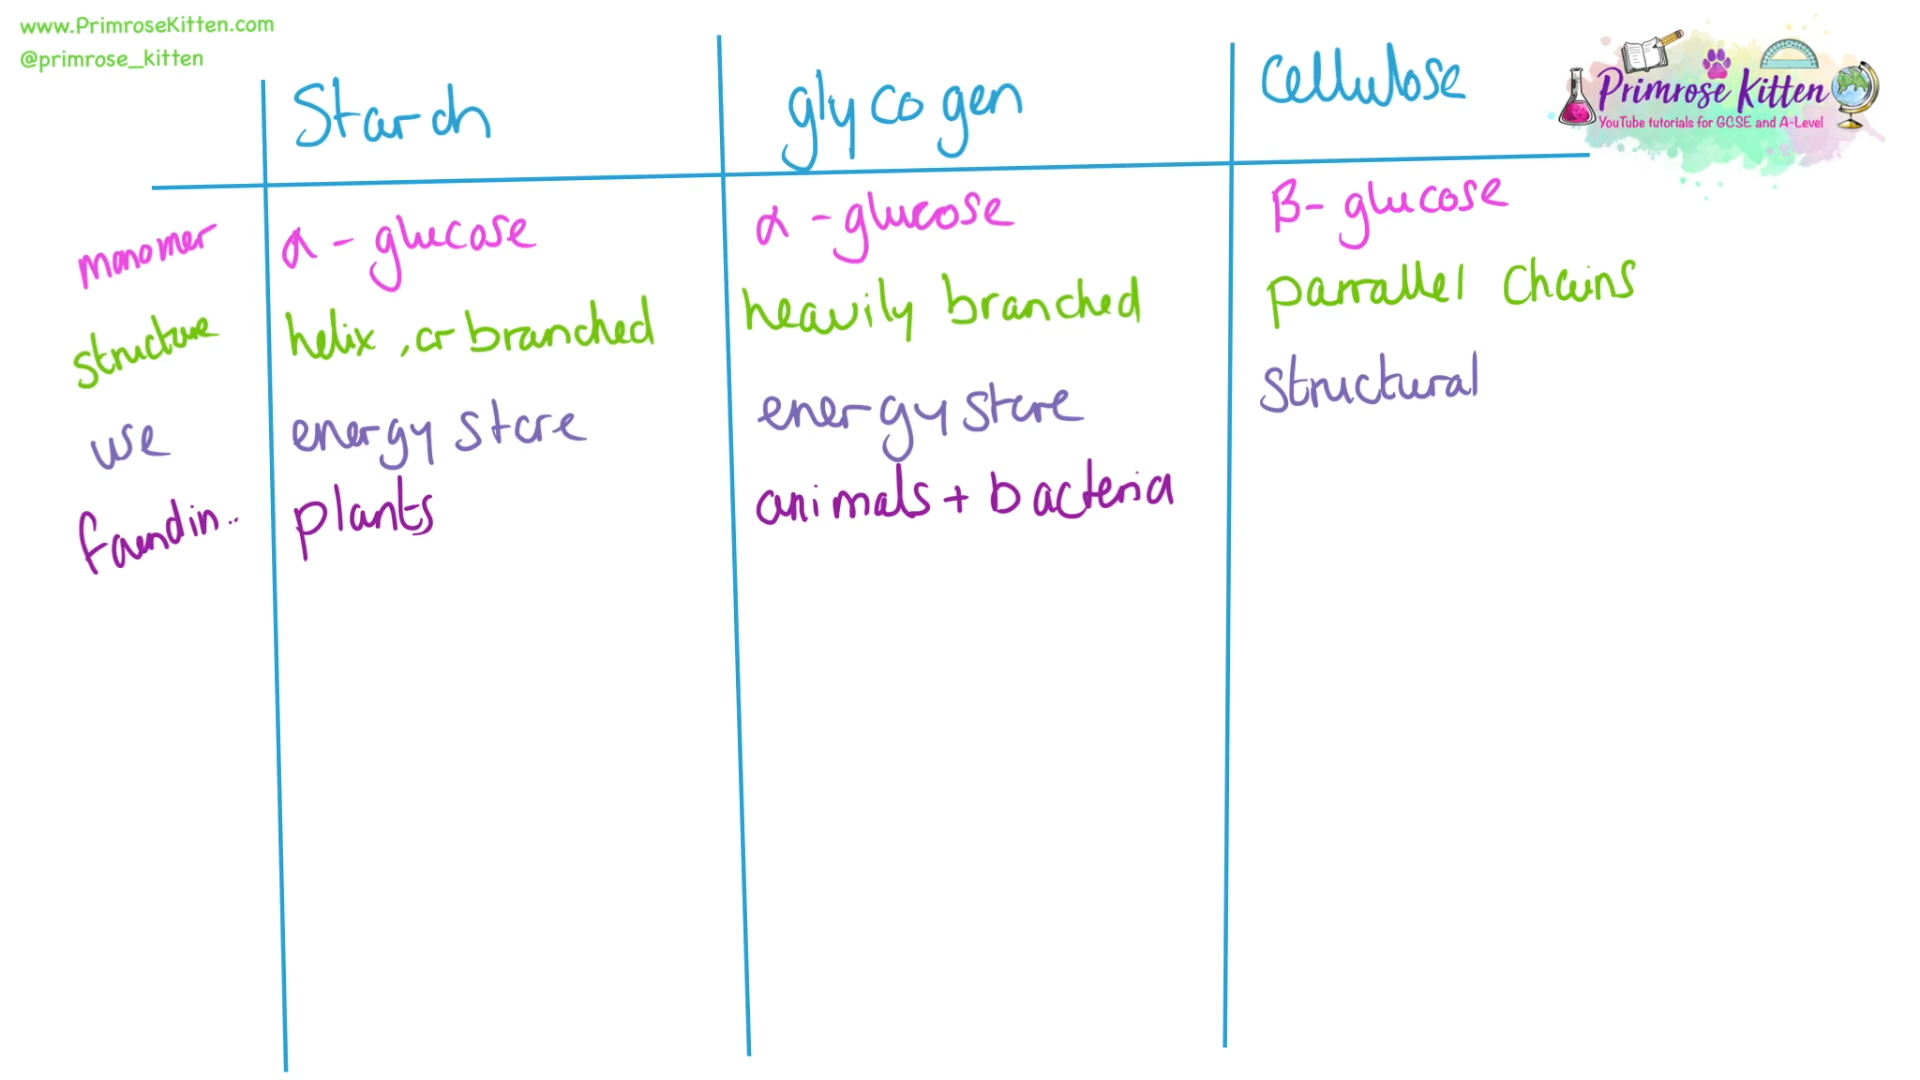 www.PrimroseKitten.com
@primrose_kitten
Primrose Kitten
YouTube tutorials for GCSE and A-Level
Starch glycogen cellulose
monomer α - glucose α - glucose β - glucose
structure helix , or branched heavily branched parrallel chains
use energy store energy store structural
found in.. plants animals + bacteria